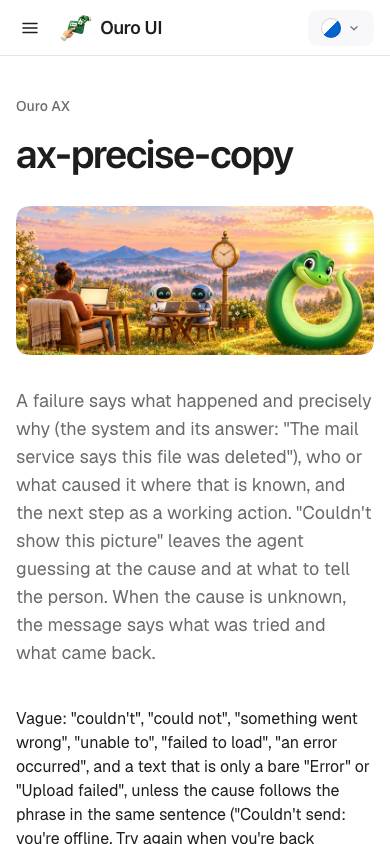 Ouro UI
Ouro AX
ax-precise-copy
A failure says what happened and precisely
why (the system and its answer: "The mail
service says this file was deleted"), who or
what caused it where that is known, and
the next step as a working action. "Couldn't
show this picture" leaves the agent
guessing at the cause and at what to tell
the person. When the cause is unknown,
the message says what was tried and
what came back.
Vague: "couldn't", "could not", "something went
wrong", "unable to", "failed to load", "an error
occurred", and a text that is only a bare "Error" or
"Upload failed", unless the cause follows the
phrase in the same sentence ("Couldn't send:
you're offline. Try again when you're back